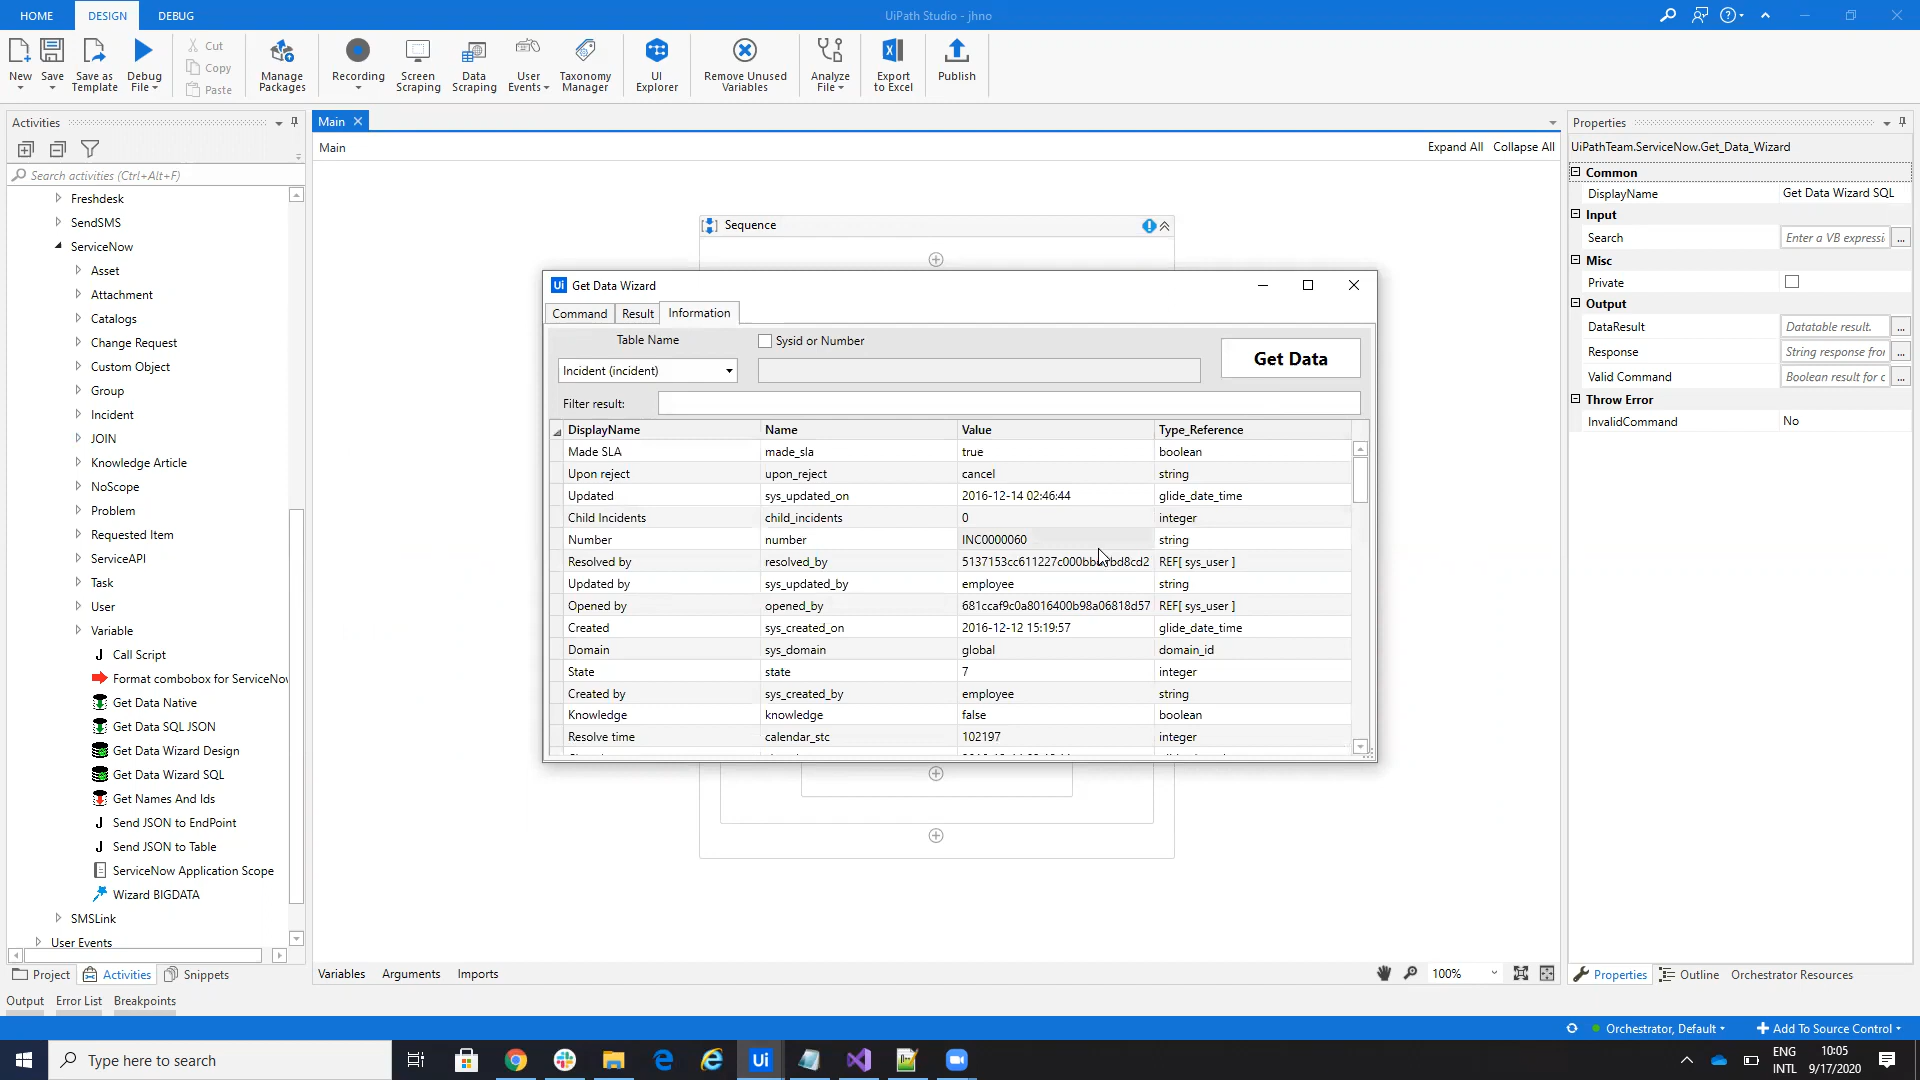 HOME DESIGN DEBUG UiPath Studio - jhno
New Save Save as Template Debug File Cut Copy Paste Manage Packages Recording Screen Scraping Data Scraping User Events Taxonomy Manager UI Explorer Remove Unused Variables Analyze File Export to Excel Publish
Activities
Search activities (Ctrl+Alt+F)
Freshdesk
SendSMS
ServiceNow
Asset
Attachment
Catalogs
Change Request
Custom Object
Group
Incident
JOIN
Knowledge Article
NoScope
Problem
Requested Item
ServiceAPI
Task
User
Variable
Call Script
Format combobox for ServiceNow
Get Data Native
Get Data SQL JSON
Get Data Wizard Design
Get Data Wizard SQL
Get Names And Ids
Send JSON to EndPoint
Send JSON to Table
ServiceNow Application Scope
Wizard BIGDATA
SMSLink
User Events
Project Activities Snippets
Output Error List Breakpoints
Main
Main Expand All Collapse All
Sequence
Get Data Wizard
Command Result Information
Table Name Sysid or Number
Incident (incident) Get Data
Filter result:
DisplayName Name Value Type_Reference
Made SLA made_sla true boolean
Upon reject upon_reject cancel string
Updated sys_updated_on 2016-12-14 02:46:44 glide_date_time
Child Incidents child_incidents 0 integer
Number number INC0000060 string
Resolved by resolved_by REF[ sys_user ]
Updated by sys_updated_by employee string
Opened by opened_by 681ccaf9c0a8016400b98a06818d57 REF[ sys_user ]
Created sys_created_on 2016-12-12 15:19:57 glide_date_time
Domain sys_domain global domain_id
State state 7 integer
Created by sys_created_by employee string
Knowledge knowledge false boolean
Resolve time calendar_stc 102197 integer
Variables Arguments Imports 100%
Properties
UiPathTeam.ServiceNow.Get_Data_Wizard
Common
DisplayName Get Data Wizard SQL
Input
Search Enter a VB expressi ...
Misc
Private
Output
DataResult Datatable result. ...
Response String response fror ...
Valid Command Boolean result for c ...
Throw Error
InvalidCommand No
Properties Outline Orchestrator Resources
Orchestrator, Default Add To Source Control
Type here to search
ENG INTL 10:05 9/17/2020